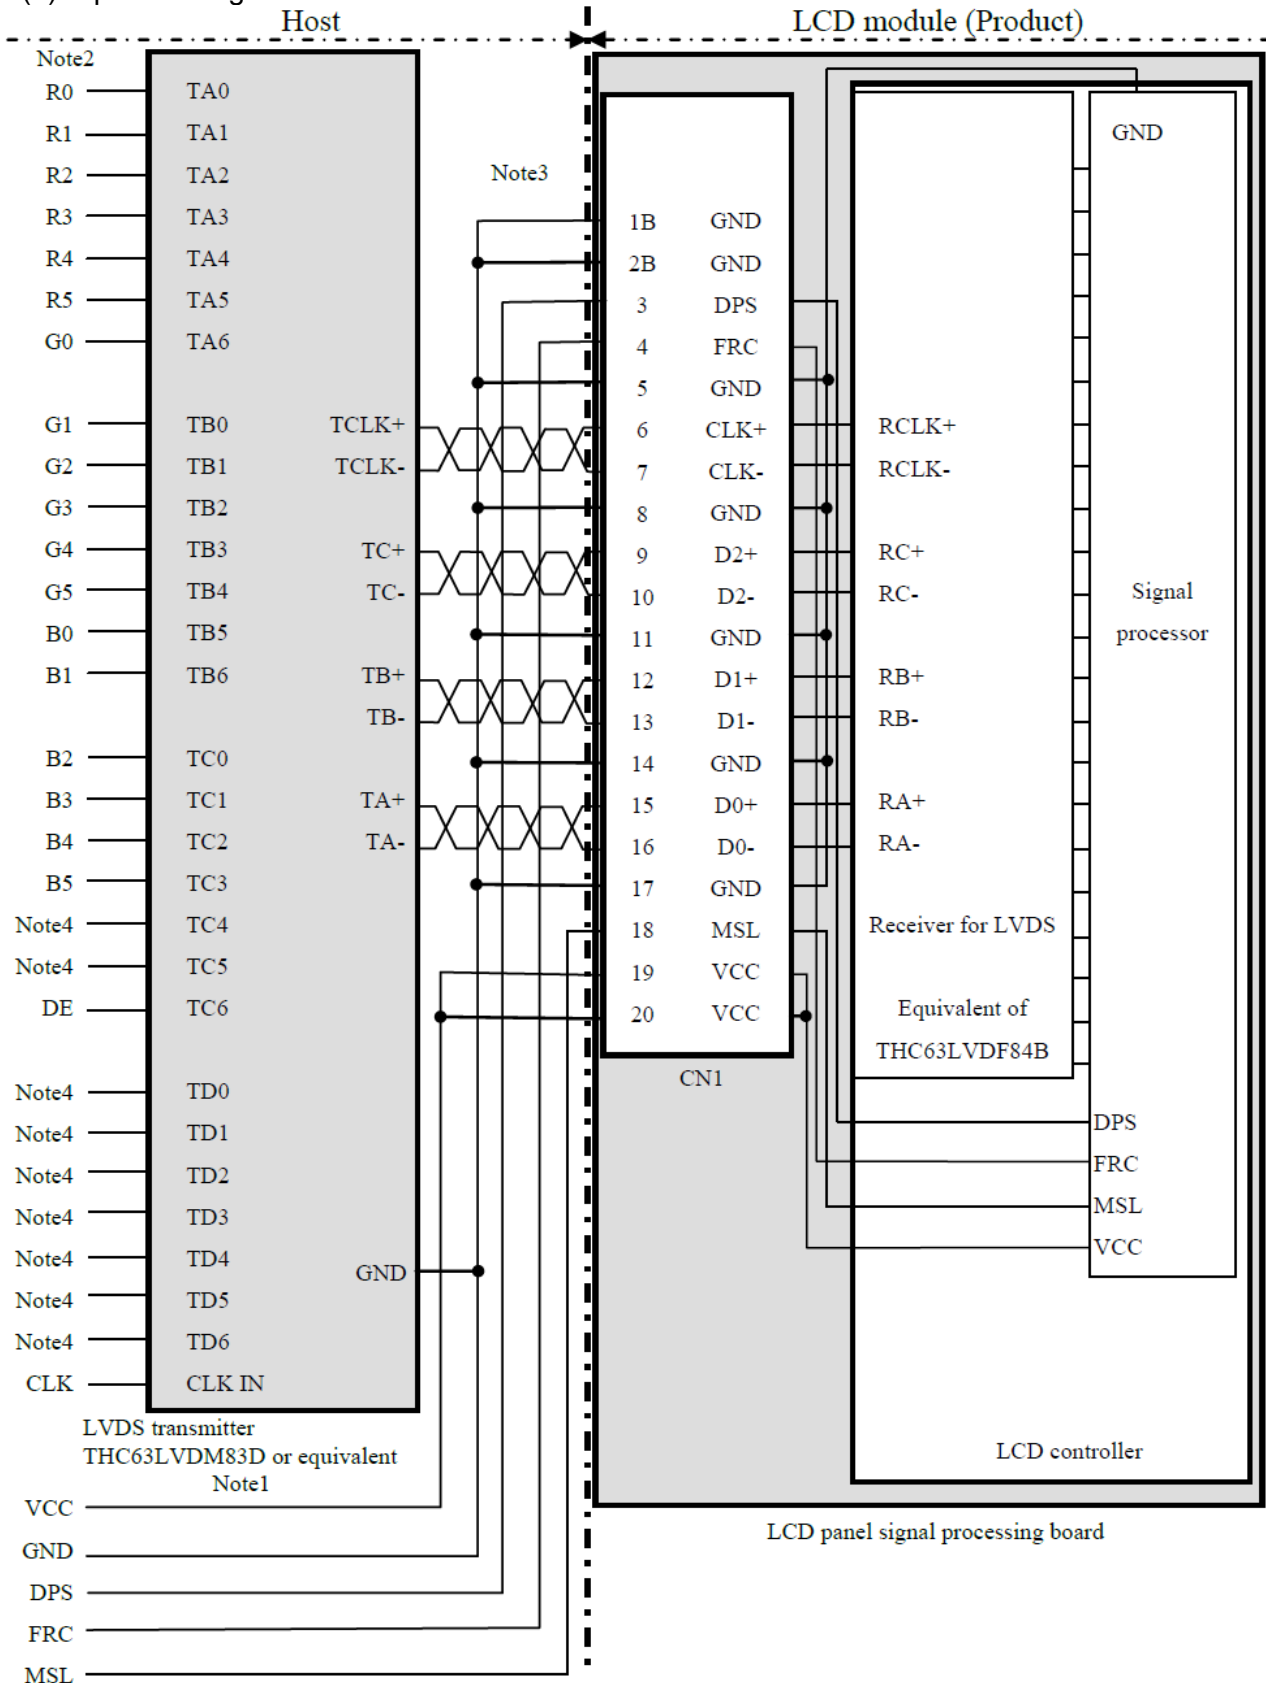 Host
LCD module (Product)
Note2
R0 TA0
R1 TA1
R2 TA2
R3 TA3
R4 TA4
R5 TA5
G0 TA6
G1 TB0 TCLK+
G2 TB1 TCLK-
G3 TB2
G4 TB3 TC+
G5 TB4 TC-
B0 TB5
B1 TB6 TB+
TB-
B2 TC0
B3 TC1 TA+
B4 TC2 TA-
B5 TC3
Note4 TC4
Note4 TC5
DE TC6
Note4 TD0
Note4 TD1
Note4 TD2
Note4 TD3
Note4 TD4
GND
Note4 TD5
Note4 TD6
CLK CLK IN
LVDS transmitter
THC63LVDM83D or equivalent
Note1
VCC
GND
DPS
FRC
MSL
Note3
1B GND
2B GND
3 DPS
4 FRC
5 GND
6 CLK+
7 CLK-
8 GND
9 D2+
10 D2-
11 GND
12 D1+
13 D1-
14 GND
15 D0+
16 D0-
17 GND
18 MSL
19 VCC
20 VCC
CN1
RCLK+
RCLK-
RC+
RC-
RB+
RB-
RA+
RA-
Receiver for LVDS
Equivalent of
THC63LVDF84B
GND
Signal
processor
DPS
FRC
MSL
VCC
LCD controller
LCD panel signal processing board